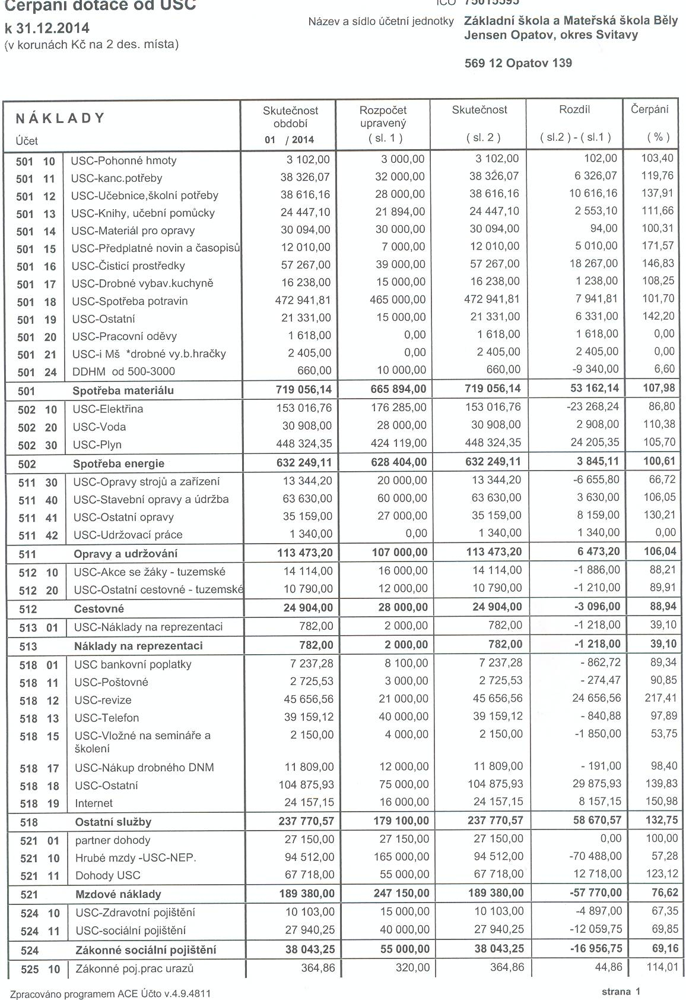 Čerpání dotace od USC
IČO 75015595
k 31.12.2014
Název a sídlo účetní jednotky Základní škola a Mateřská škola Běly
(v korunách Kč na 2 des. místa)
Jensen Opatov, okres Svitavy
569 12 Opatov 139
NÁKLADY Skutečnost Rozpočet Skutečnost Rozdíl Čerpání
období upravený
Účet 01 / 2014 ( sl. 1 ) ( sl. 2 ) ( sl.2 ) - ( sl.1 ) ( % )
501 10 USC-Pohonné hmoty 3 102,00 3 000,00 3 102,00 102,00 103,40
501 11 USC-kanc.potřeby 38 326,07 32 000,00 38 326,07 6 326,07 119,76
501 12 USC-Učebnice,školní potřeby 38 616,16 28 000,00 38 616,16 10 616,16 137,91
501 13 USC-Knihy, učební pomůcky 24 447,10 21 894,00 24 447,10 2 553,10 111,66
501 14 USC-Materiál pro opravy 30 094,00 30 000,00 30 094,00 94,00 100,31
501 15 USC-Předplatné novin a časopisů 12 010,00 7 000,00 12 010,00 5 010,00 171,57
501 16 USC-Čisticí prostředky 57 267,00 39 000,00 57 267,00 18 267,00 146,83
501 17 USC-Drobné vybav.kuchyně 16 238,00 15 000,00 16 238,00 1 238,00 108,25
501 18 USC-Spotřeba potravin 472 941,81 465 000,00 472 941,81 7 941,81 101,70
501 19 USC-Ostatní 21 331,00 15 000,00 21 331,00 6 331,00 142,20
501 20 USC-Pracovní oděvy 1 618,00 0,00 1 618,00 1 618,00 0,00
501 21 USC-i Mš *drobné vy.b.hračky 2 405,00 0,00 2 405,00 2 405,00 0,00
501 24 DDHM od 500-3000 660,00 10 000,00 660,00 -9 340,00 6,60
501 Spotřeba materiálu 719 056,14 665 894,00 719 056,14 53 162,14 107,98
502 10 USC-Elektřina 153 016,76 176 285,00 153 016,76 -23 268,24 86,80
502 20 USC-Voda 30 908,00 28 000,00 30 908,00 2 908,00 110,38
502 30 USC-Plyn 448 324,35 424 119,00 448 324,35 24 205,35 105,70
502 Spotřeba energie 632 249,11 628 404,00 632 249,11 3 845,11 100,61
511 30 USC-Opravy strojů a zařízení 13 344,20 20 000,00 13 344,20 -6 655,80 66,72
511 40 USC-Stavební opravy a údržba 63 630,00 60 000,00 63 630,00 3 630,00 106,05
511 41 USC-Ostatní opravy 35 159,00 27 000,00 35 159,00 8 159,00 130,21
511 42 USC-Udržovací práce 1 340,00 0,00 1 340,00 1 340,00 0,00
511 Opravy a udržování 113 473,20 107 000,00 113 473,20 6 473,20 106,04
512 10 USC-Akce se žáky - tuzemské 14 114,00 16 000,00 14 114,00 -1 886,00 88,21
512 20 USC-Ostatní cestovné - tuzemské 10 790,00 12 000,00 10 790,00 -1 210,00 89,91
512 Cestovné 24 904,00 28 000,00 24 904,00 -3 096,00 88,94
513 01 USC-Náklady na reprezentaci 782,00 2 000,00 782,00 -1 218,00 39,10
513 Náklady na reprezentaci 782,00 2 000,00 782,00 -1 218,00 39,10
518 01 USC bankovní poplatky 7 237,28 8 100,00 7 237,28 - 862,72 89,34
518 11 USC-Poštovné 2 725,53 3 000,00 2 725,53 - 274,47 90,85
518 12 USC-revize 45 656,56 21 000,00 45 656,56 24 656,56 217,41
518 13 USC-Telefon 39 159,12 40 000,00 39 159,12 - 840,88 97,89
518 15 USC-Vložné na semináře a 2 150,00 4 000,00 2 150,00 -1 850,00 53,75
školení
518 17 USC-Nákup drobného DNM 11 809,00 12 000,00 11 809,00 - 191,00 98,40
518 18 USC-Ostatní 104 875,93 75 000,00 104 875,93 29 875,93 139,83
518 19 Internet 24 157,15 16 000,00 24 157,15 8 157,15 150,98
518 Ostatní služby 237 770,57 179 100,00 237 770,57 58 670,57 132,75
521 01 partner dohody 27 150,00 27 150,00 27 150,00 0,00 100,00
521 10 Hrubé mzdy -USC-NEP. 94 512,00 165 000,00 94 512,00 -70 488,00 57,28
521 11 Dohody USC 67 718,00 55 000,00 67 718,00 12 718,00 123,12
521 Mzdové náklady 189 380,00 247 150,00 189 380,00 -57 770,00 76,62
524 10 USC-Zdravotní pojištění 10 103,00 15 000,00 10 103,00 -4 897,00 67,35
524 11 USC-sociální pojištění 27 940,25 40 000,00 27 940,25 -12 059,75 69,85
524 Zákonné sociální pojištění 38 043,25 55 000,00 38 043,25 -16 956,75 69,16
525 10 Zákonné poj.prac urazů 364,86 320,00 364,86 44,86 114,01
Zpracováno programem ACE Účto v.4.9.4811 strana 1